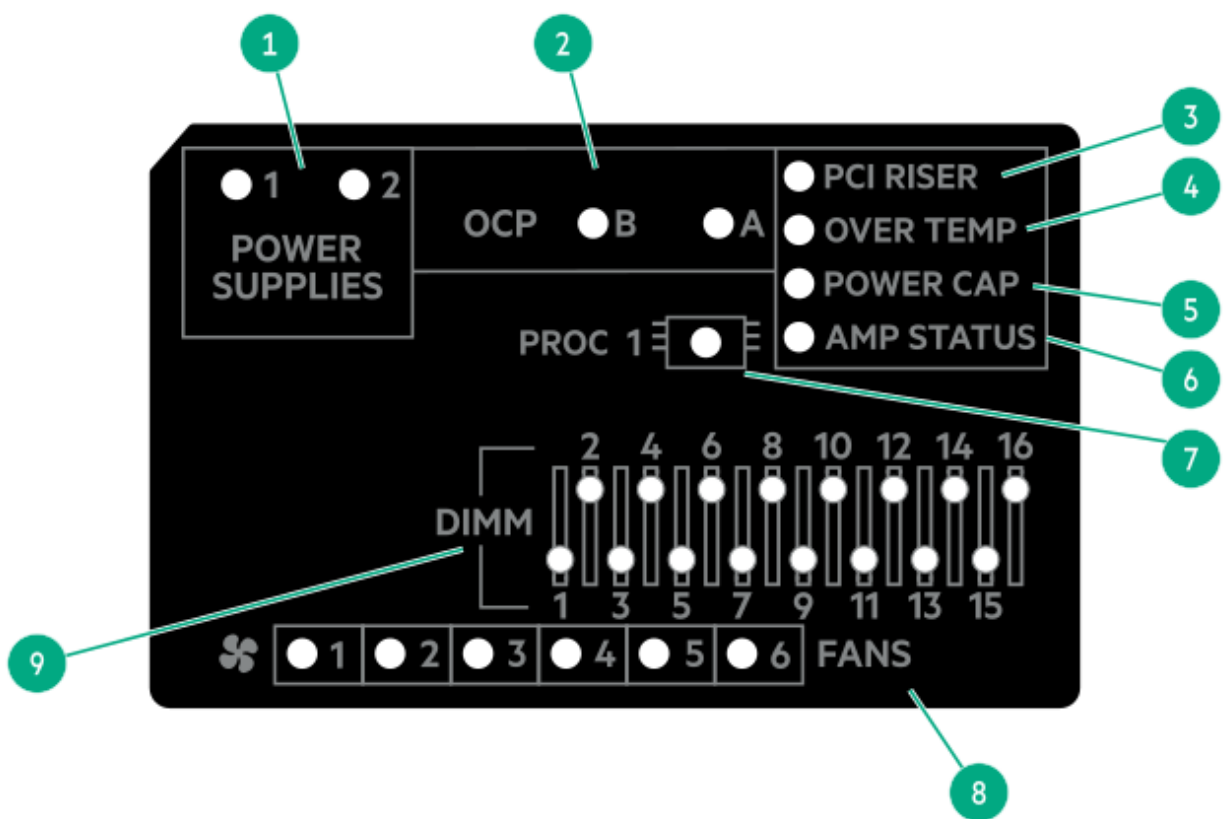 1
2
3
4
5
6
7
8
9
1 2
POWER
SUPPLIES
OCP B A
PCI RISER
OVER TEMP
POWER CAP
AMP STATUS
PROC 1
2 4 6 8 10 12 14 16
DIMM
1 3 5 7 9 11 13 15
1 2 3 4 5 6 FANS